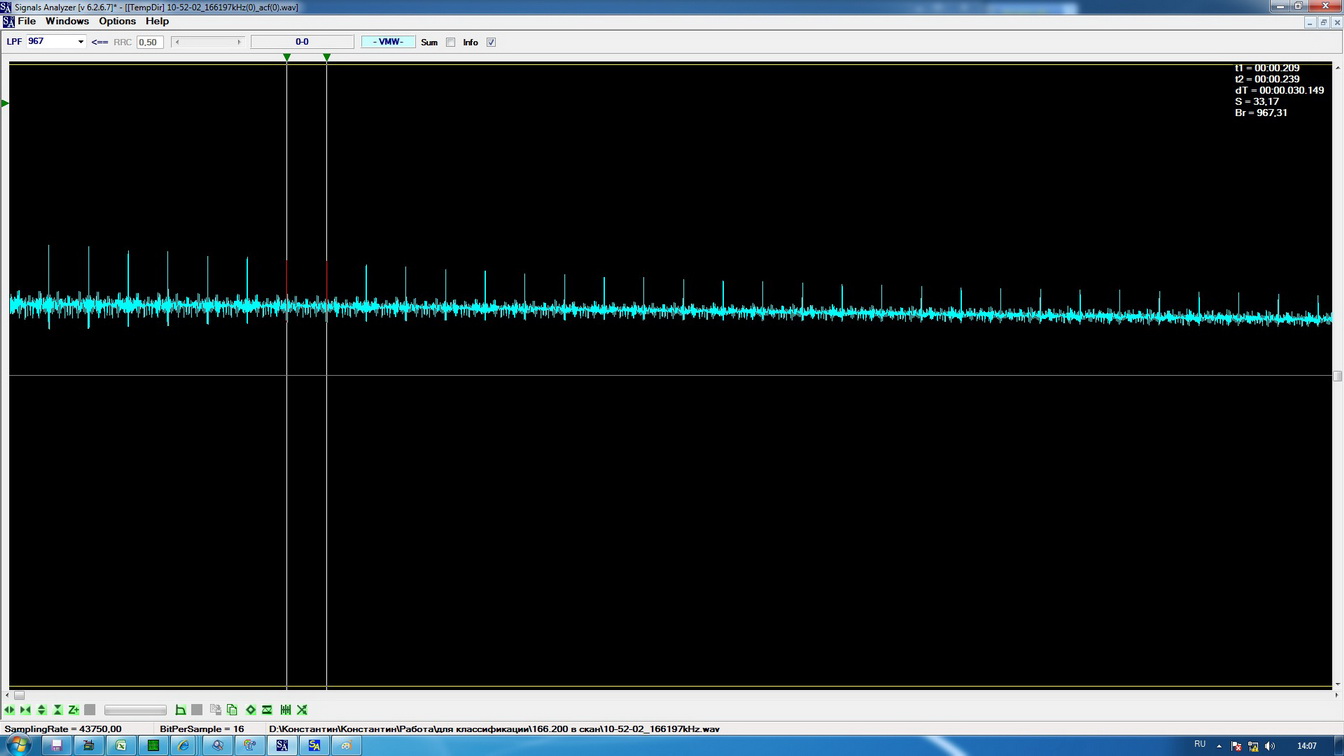 Signals Analyzer [v 6.2.6.7]* - [[TempDir] 10-52-02_166197kHz(0)_acf(0).wav]
File Windows Options Help
LPF 967 <== RRC 0,50 0-0 - VMW - Sum Info
t1 = 00:00.209
t2 = 00:00.239
dT = 00:00.030.149
S = 33,17
Br = 967,31
Z+
SamplingRate = 43750,00 BitPerSample = 16 D:\Константин\Константин\Работа\для классификации\166.200 в скан\10-52-02_166197kHz.wav
SA SA RU 14:07